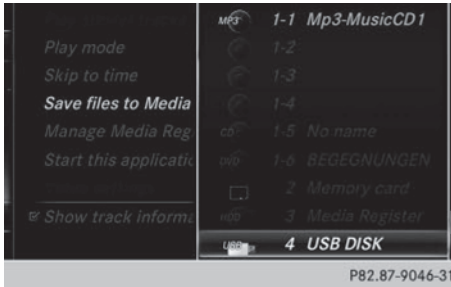 Play mode
Skip to time
Save files to Media
Manage Media Reg
Start this applicatic
Show track informa
MP3 1-1 Mp3-MusicCD1
1-2
1-3
1-4
CD 1-5 No name
DVD 1-6 BEGEGNUNGEN
2 Memory card
HDD 3 Media Register
USB 4 USB DISK
P82.87-9046-31